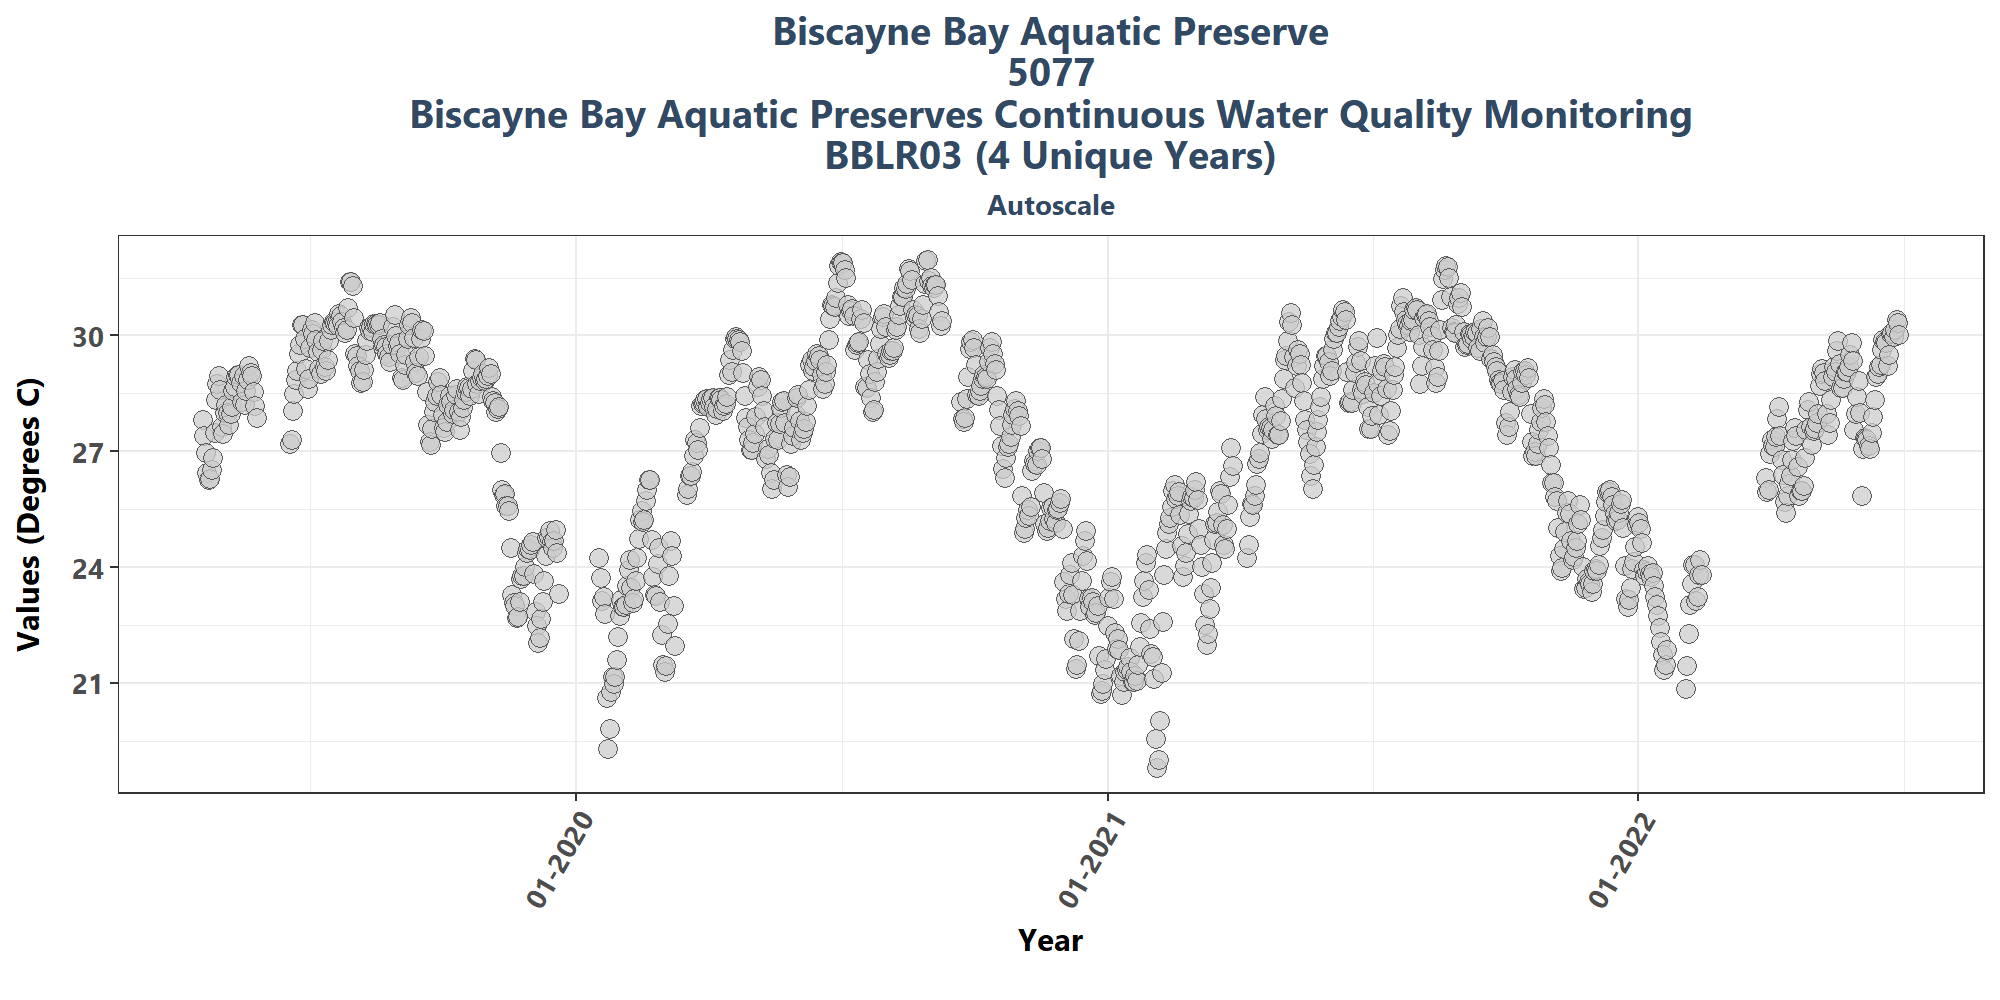 Biscayne Bay Aquatic Preserve
5077
Biscayne Bay Aquatic Preserves Continuous Water Quality Monitoring
BBLR03 (4 Unique Years)
Autoscale
Values (Degrees C)
30
27
24
21
01-2020
01-2021
01-2022
Year